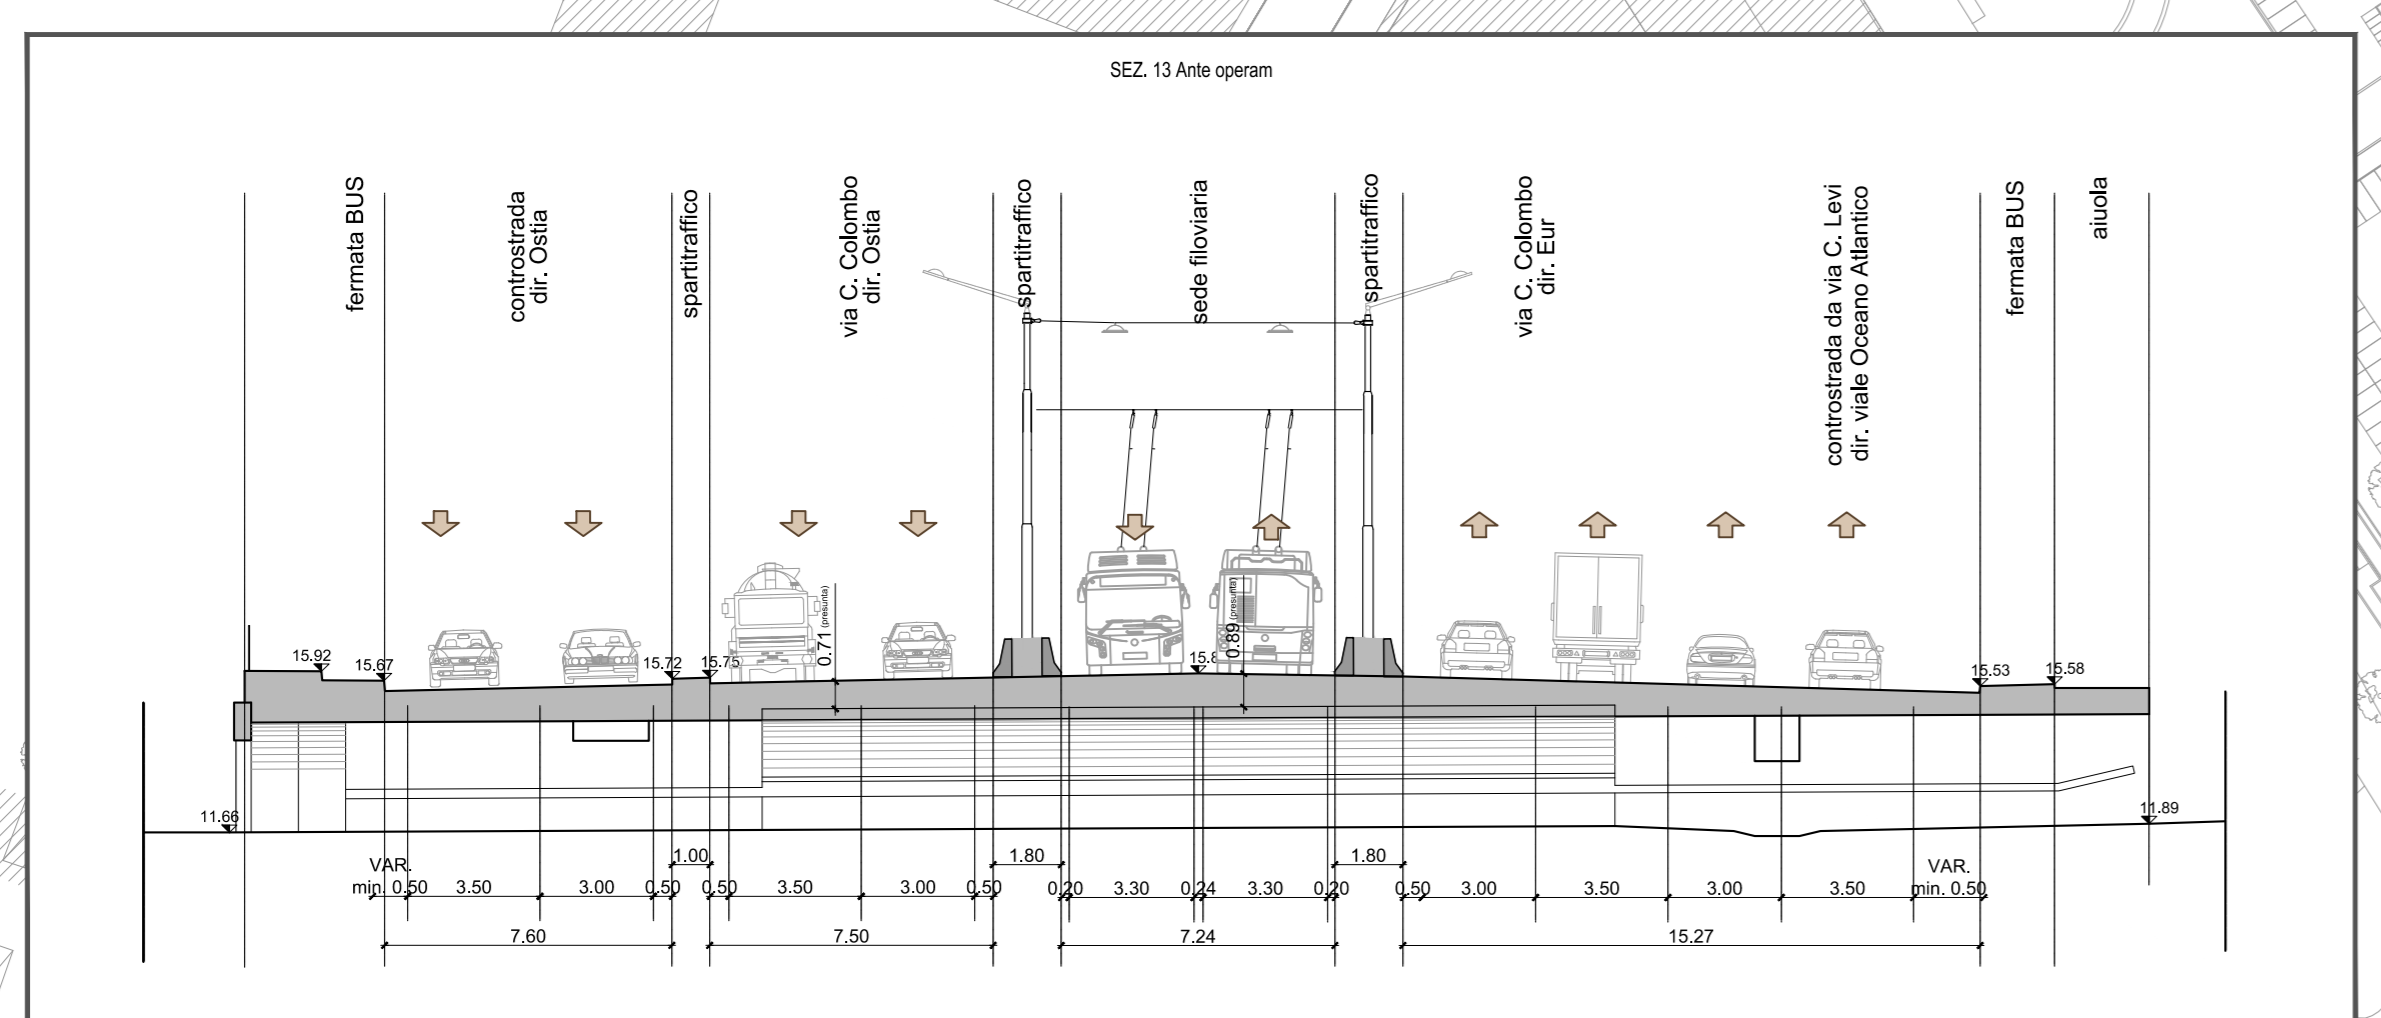 SEZ. 13 Ante operam
fermata BUS
controstrada
dir. Ostia
spartitraffico
via C. Colombo
dir. Ostia
spartitraffico
sede filoviaria
spartitraffico
via C. Colombo
dir. Eur
controstrada da via C. Levi
dir. viale Oceano Atlantico
fermata BUS
aiuola
0.71 (presunta)
0.89 (presunta)
15.92
15.67
15.72
15.75
15.53
15.58
11.66
11.89
1.00
1.80
1.80
VAR.
min. 0.50
3.50
3.00
0.50
0.50
3.50
3.00
0.50
0.20
3.30
0.24
3.30
0.20
0.50
3.00
3.50
3.00
3.50
VAR.
min. 0.50
7.60
7.50
7.24
15.27